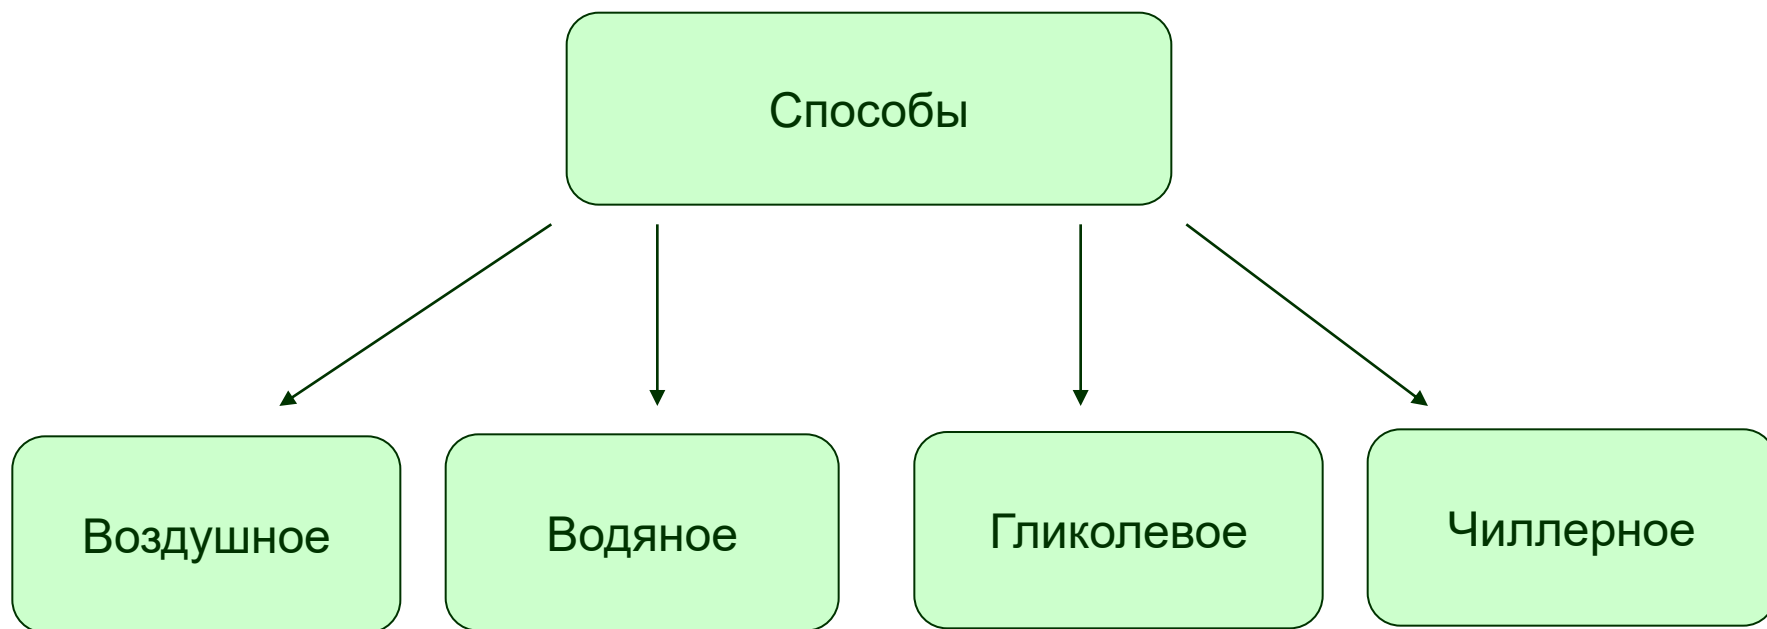 Способы
Воздушное
Водяное
Гликолевое
Чиллерное